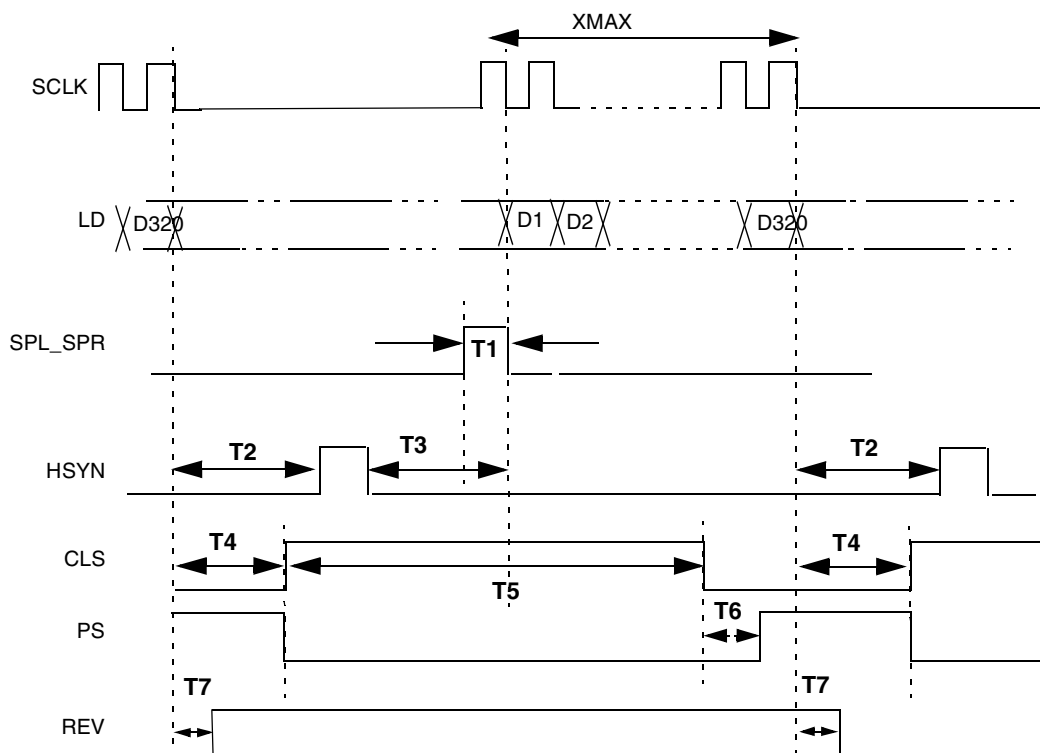 XMAX
SCLK
LD D320 D1 D2 D320
SPL_SPR T1
HSYN T2 T3 T2
CLS T4 T5 T4
PS T6
REV T7 T7